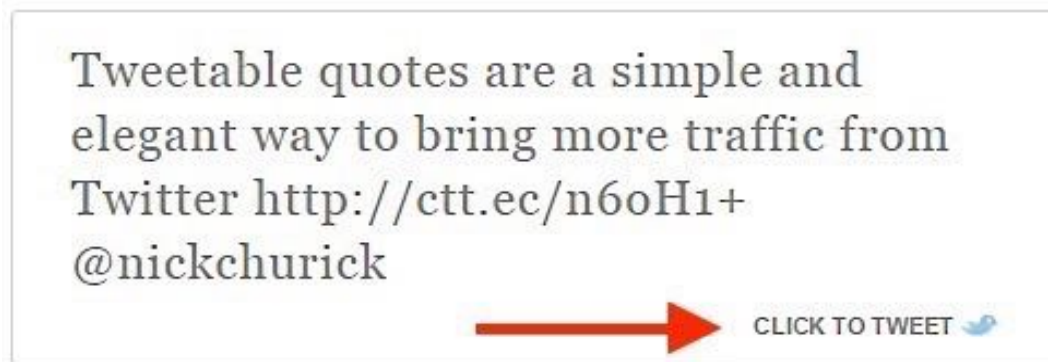 Tweetable quotes are a simple and
elegant way to bring more traffic from
Twitter http://ctt.ec/n6oH1+
@nickchurick
CLICK TO TWEET